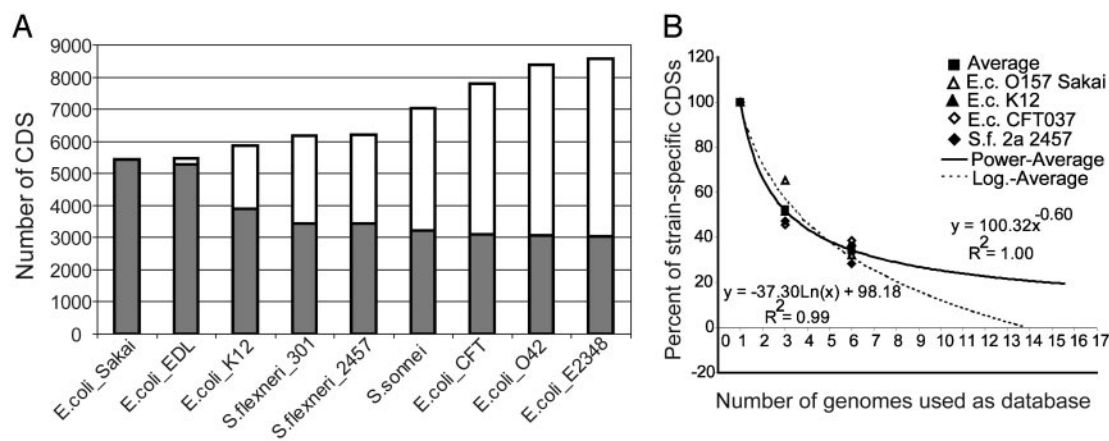 A
Number of CDS
9000
8000
7000
6000
5000
4000
3000
2000
1000
0
E.coli_Sakai
E.coli_EDL
E.coli_K12
S.flexneri_301
S.flexneri_2457
S.sonnei
E.coli_CFT
E.coli_O42
E.coli_E2348
B
Percent of strain-specific CDSs
120
100
80
60
40
20
0
-20
Average
E.c. O157 Sakai
E.c. K12
E.c. CFT037
S.f. 2a 2457
Power-Average
Log.-Average
y = 100.32x-0.60
R2 = 1.00
y = -37.30Ln(x) + 98.18
R2 = 0.99
0 1 2 3 4 5 6 7 8 9 10 11 12 13 14 15 16 17
Number of genomes used as database